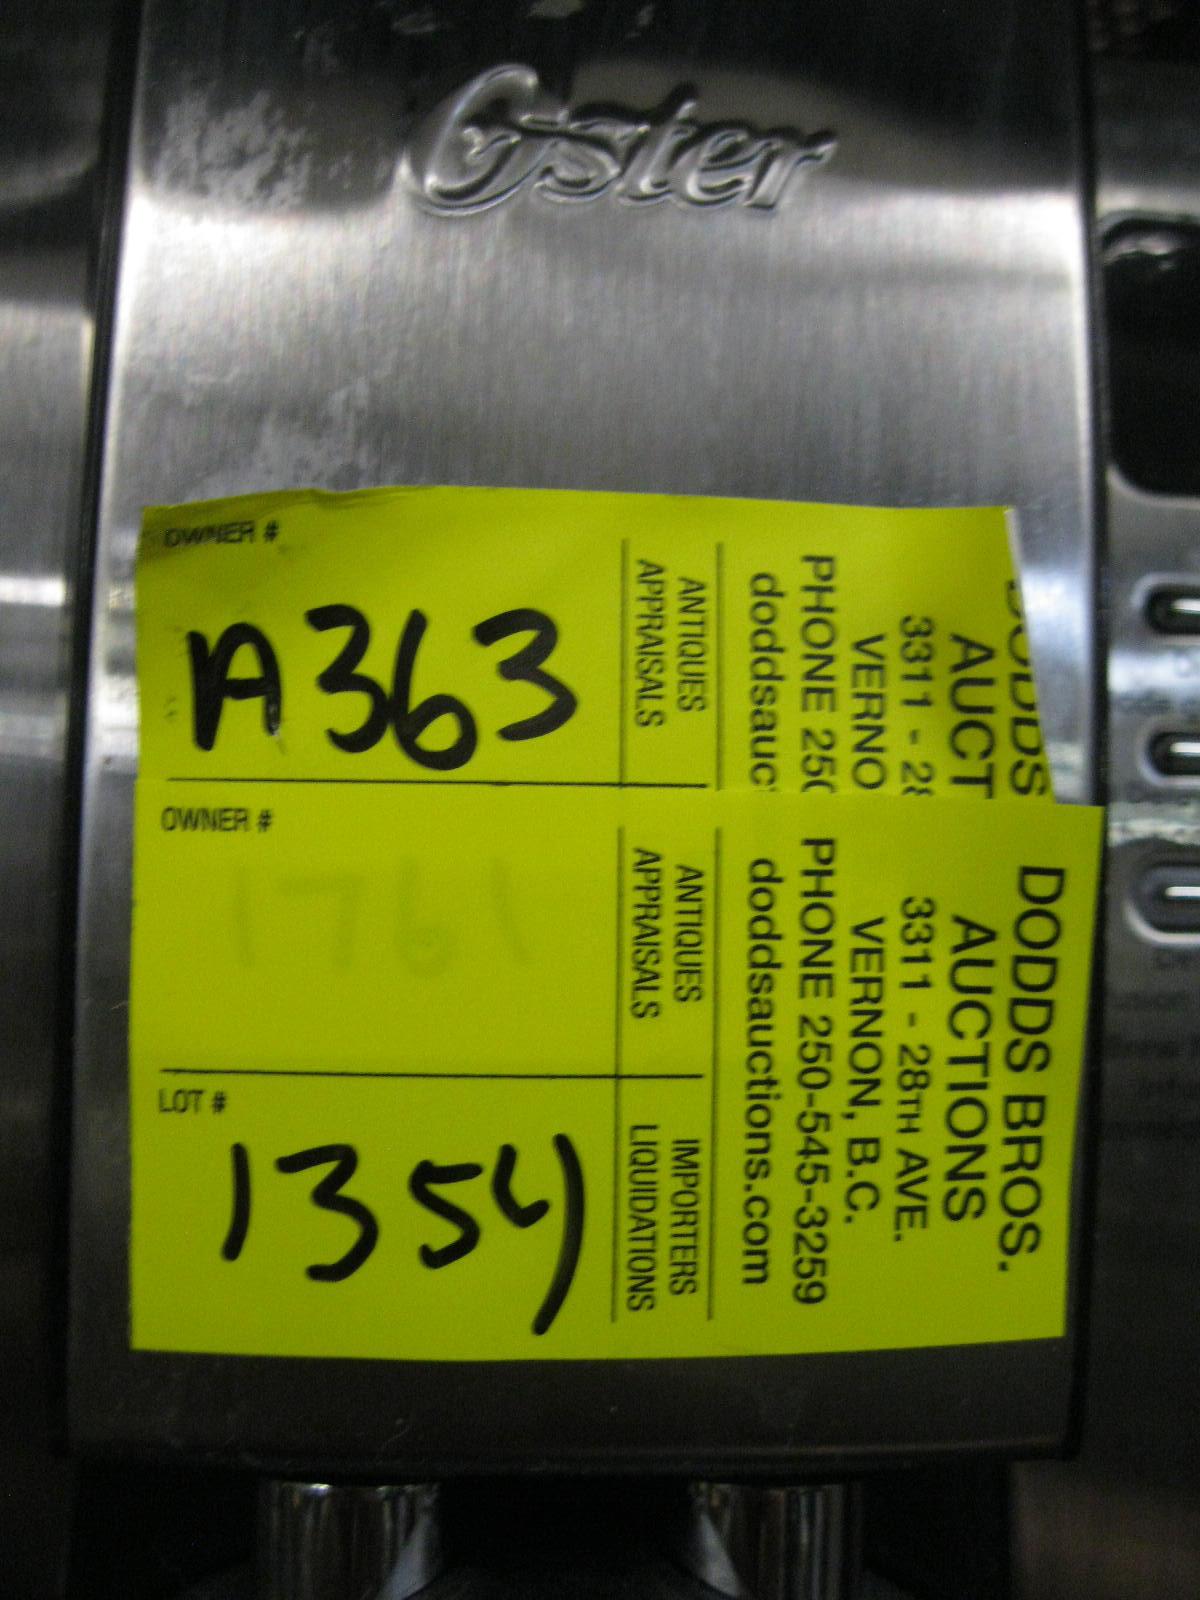 Oster
OWNER #
A363
ANTIQUES
APPRAISALS
DODDS
AUCT
3311 - 28
VERNO
PHONE 250
doddsauc
OWNER #
1761
ANTIQUES
APPRAISALS
LOT #
1354
IMPORTERS
LIQUIDATIONS
DODDS BROS.
AUCTIONS
3311 - 28TH AVE.
VERNON, B.C.
PHONE 250-545-3259
doddsauctions.com